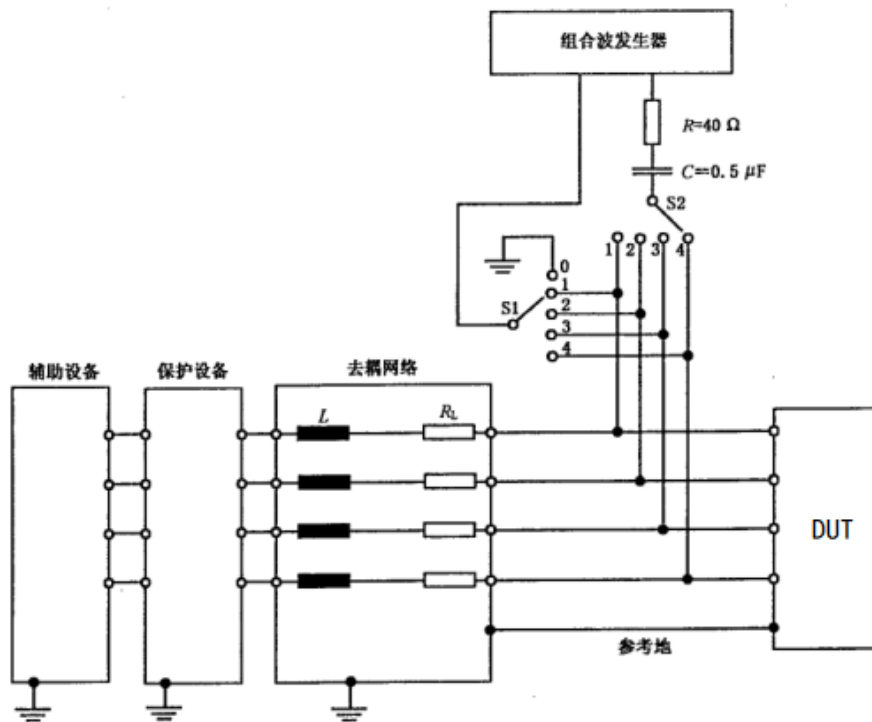 组合波发生器
R=40 Ω
C=0.5 μF
S2
1 2 3 4
0
1
S1
2
3
4
辅助设备
保护设备
去耦网络
L
RL
DUT
参考地